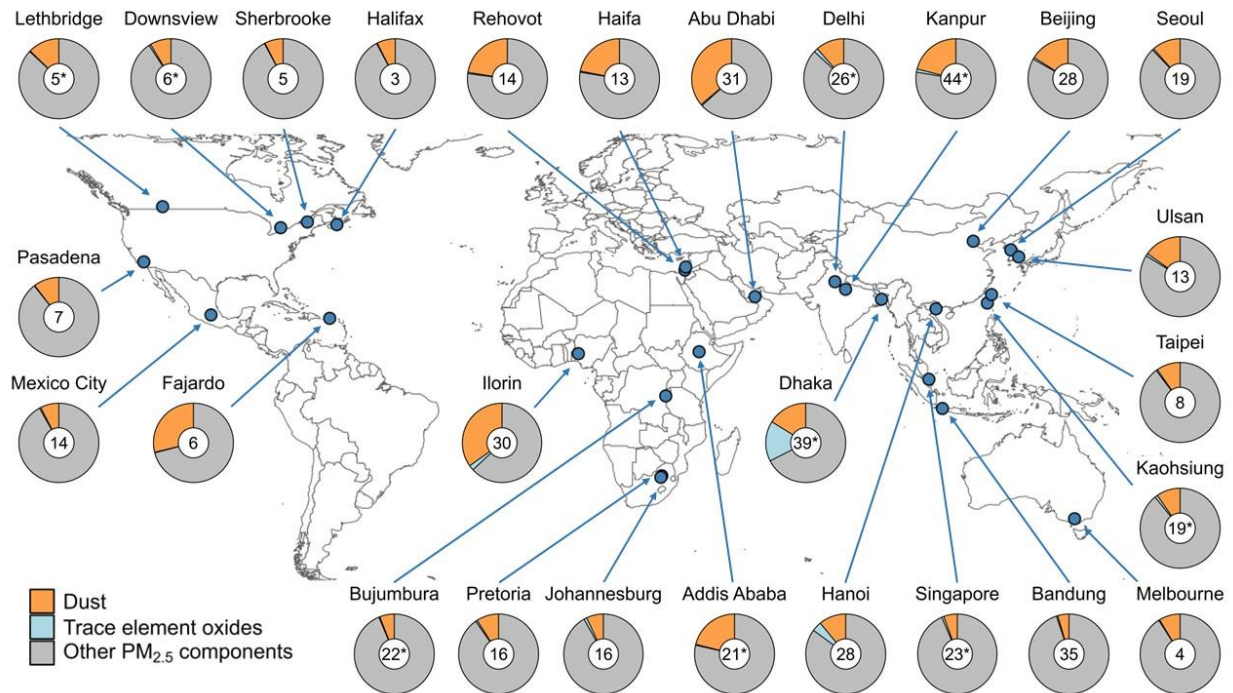 Lethbridge
Downsview
Sherbrooke
Halifax
Rehovot
Haifa
Abu Dhabi
Delhi
Kanpur
Beijing
Seoul
5*
6*
5
3
14
13
31
26*
44*
28
19
Pasadena
7
Ulsan
13
Mexico City
14
Fajardo
6
Ilorin
30
Dhaka
39*
Taipei
8
Kaohsiung
19*
Dust
Trace element oxides
Other PM2.5 components
Bujumbura
Pretoria
Johannesburg
Addis Ababa
Hanoi
Singapore
Bandung
Melbourne
22*
16
16
21*
28
23*
35
4